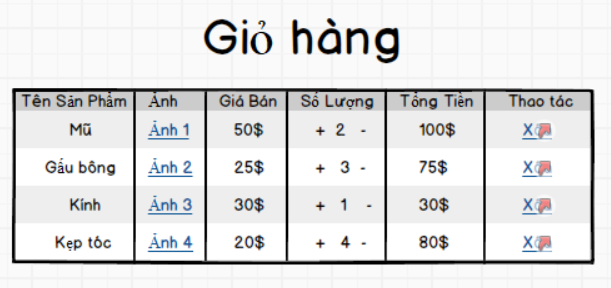 Giỏ hàng
Tên Sản Phẩm Ảnh Giá Bán Số Lượng Tổng Tiền Thao tác
Mũ Ảnh 1 50$ + 2 - 100$ X
Gấu bông Ảnh 2 25$ + 3 - 75$ X
Kính Ảnh 3 30$ + 1 - 30$ X
Kẹp tóc Ảnh 4 20$ + 4 - 80$ X